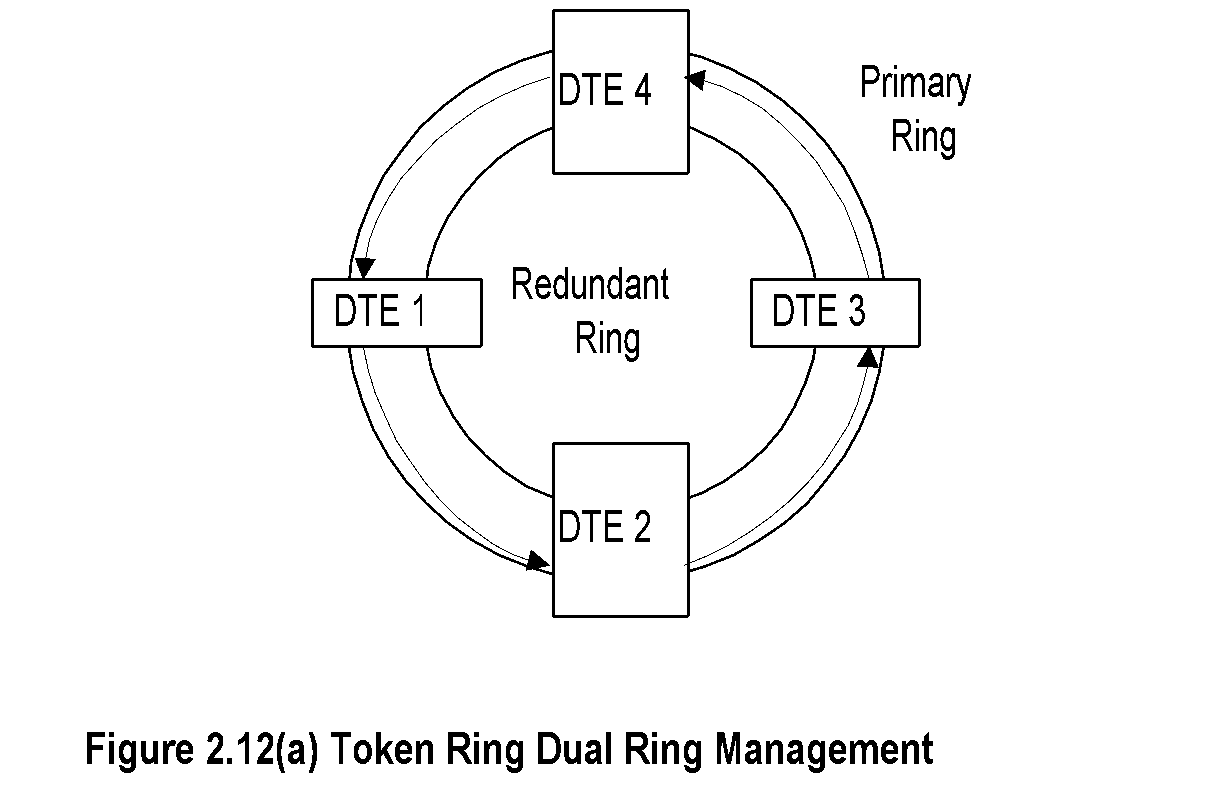 DTE 4
Primary
Ring
Redundant
Ring
DTE 1
DTE 3
DTE 2
Figure 2.12(a) Token Ring Dual Ring Management